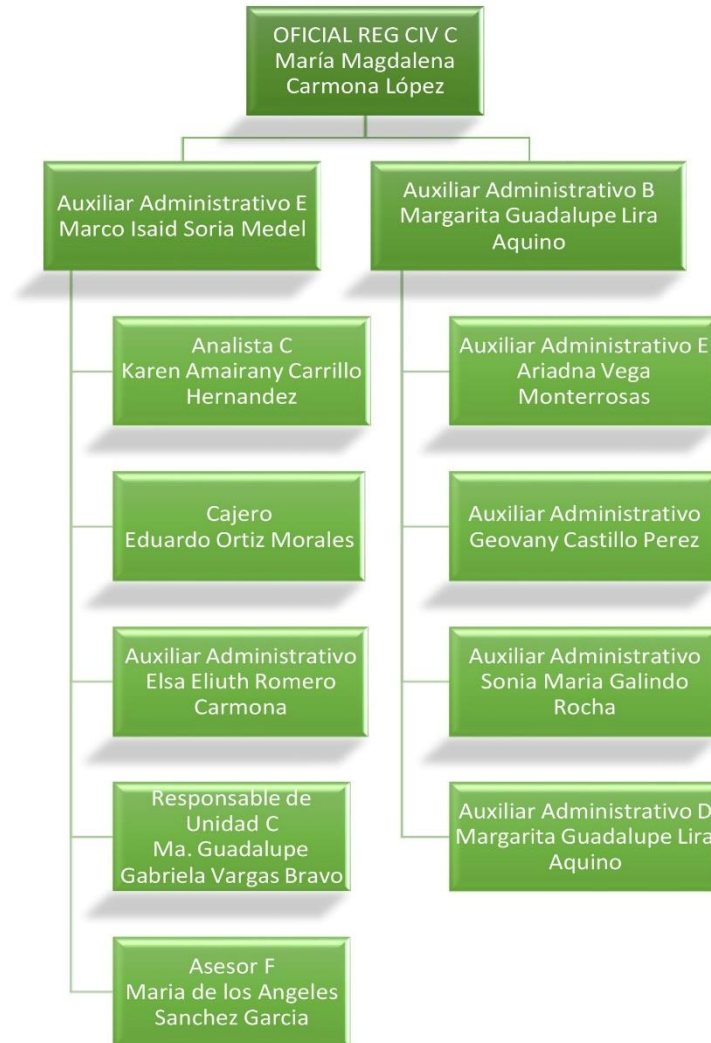 OFICIAL REG CIV C
María Magdalena
Carmona López
Auxiliar Administrativo E
Marco Isaid Soria Medel
Analista C
Karen Amairany Carrillo
Hernandez
Cajero
Eduardo Ortiz Morales
Auxiliar Administrativo
Elsa Eliuth Romero
Carmona
Responsable de
Unidad C
Ma. Guadalupe
Gabriela Vargas Bravo
Asesor F
Maria de los Angeles
Sanchez Garcia
Auxiliar Administrativo B
Margarita Guadalupe Lira
Aquino
Auxiliar Administrativo E
Ariadna Vega
Monterrosas
Auxiliar Administrativo
Geovany Castillo Perez
Auxiliar Administrativo
Sonia Maria Galindo
Rocha
Auxiliar Administrativo D
Margarita Guadalupe Lira
Aquino